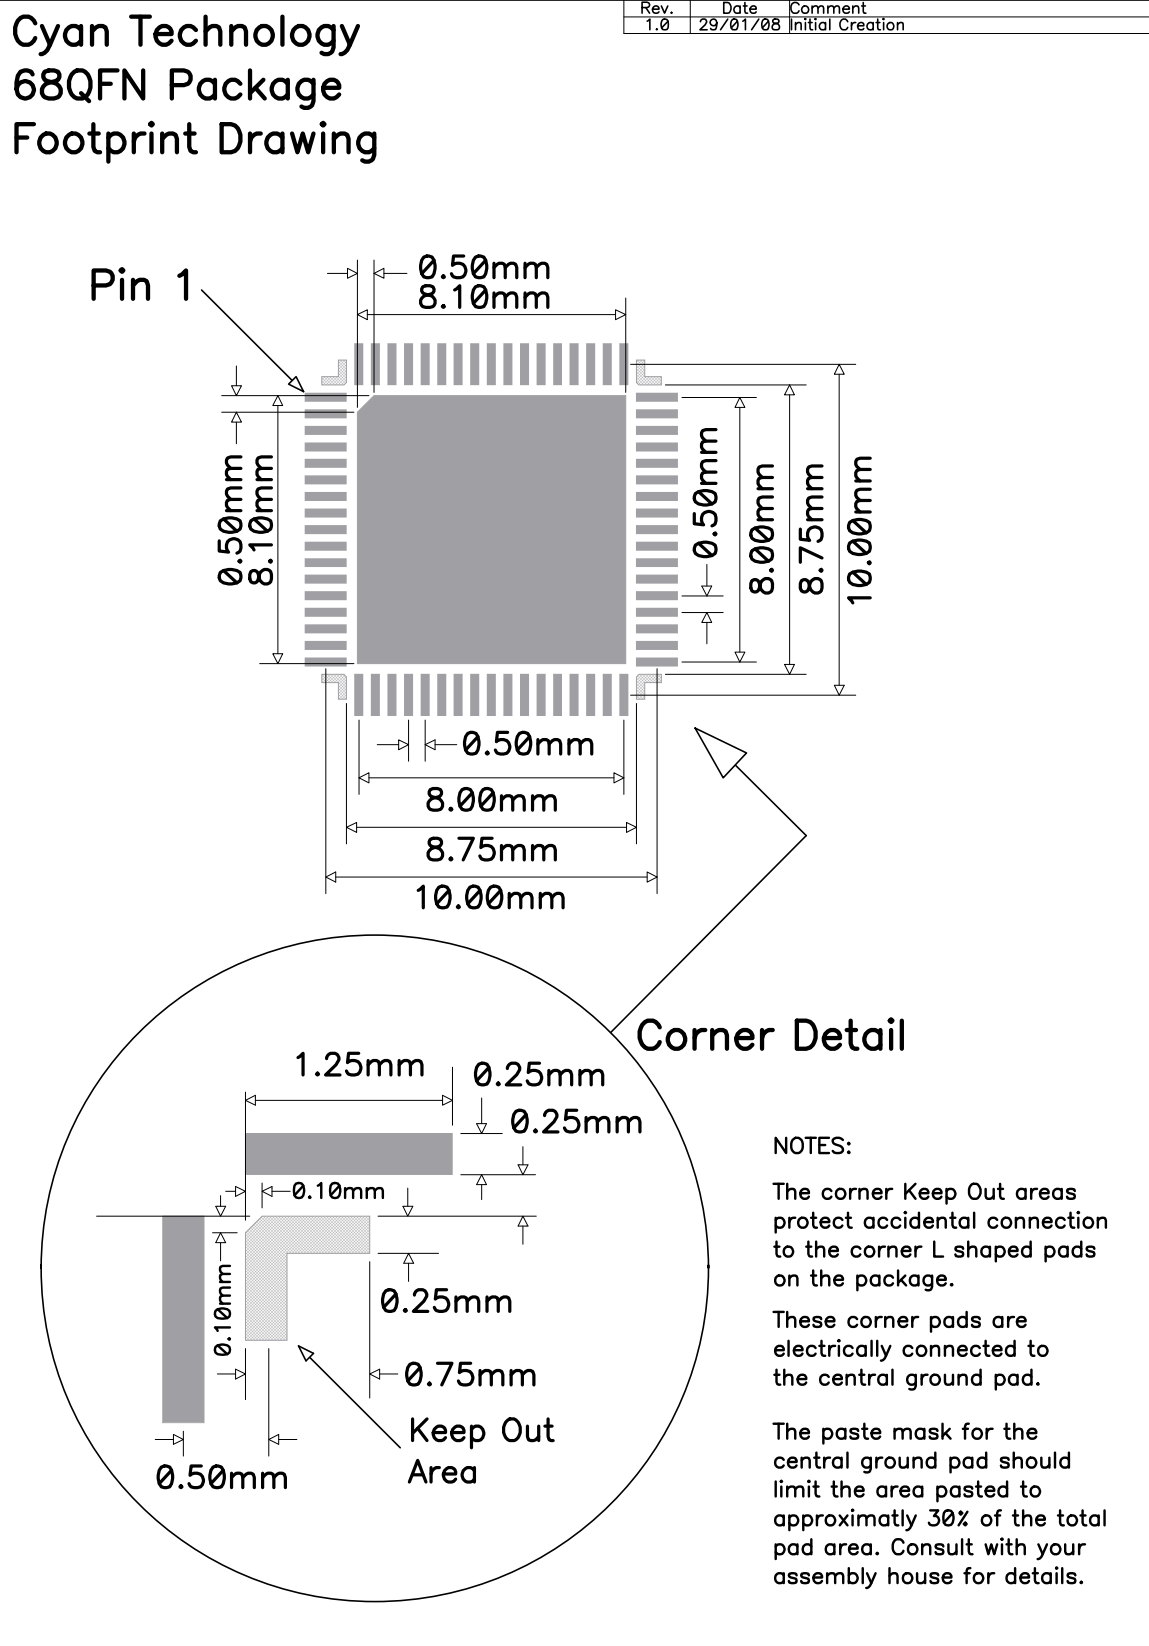 Cyan Technology
68QFN Package
Footprint Drawing
Rev. Date Comment
1.0 29/01/08 Initial Creation
Pin 1
0.50mm
8.10mm
0.50mm
8.10mm
0.50mm
8.00mm
8.75mm
10.00mm
0.50mm
8.00mm
8.75mm
10.00mm
Corner Detail
1.25mm
0.25mm
0.25mm
0.10mm
0.10mm
0.25mm
0.75mm
Keep Out
Area
0.50mm
NOTES:
The corner Keep Out areas
protect accidental connection
to the corner L shaped pads
on the package.
These corner pads are
electrically connected to
the central ground pad.
The paste mask for the
central ground pad should
limit the area pasted to
approximatly 30% of the total
pad area. Consult with your
assembly house for details.